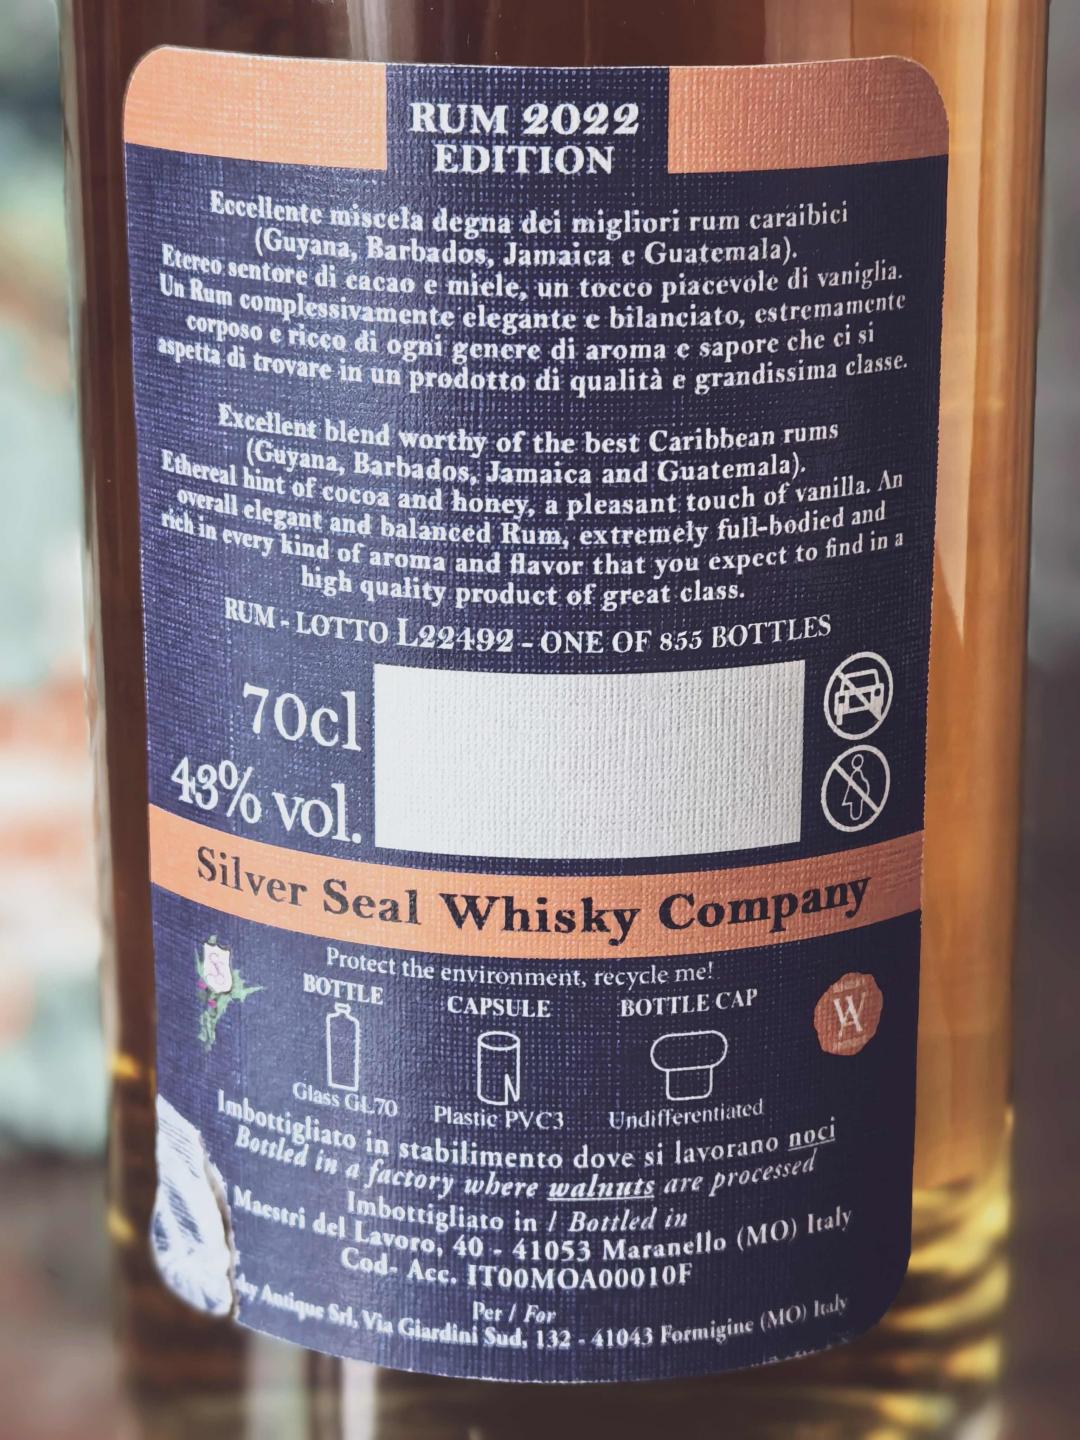 RUM 2022
EDITION
Eccellente miscela degna dei migliori rum caraibici
(Guyana, Barbados, Jamaica e Guatemala).
Etereo sentore di cacao e miele, un tocco piacevole di vaniglia.
Un Rum complessivamente elegante e bilanciato, estremamente
corposo e ricco di ogni genere di aroma e sapore che ci si
aspetta di trovare in un prodotto di qualità e grandissima classe.
Excellent blend worthy of the best Caribbean rums
(Guyana, Barbados, Jamaica and Guatemala).
Ethereal hint of cocoa and honey, a pleasant touch of vanilla. An
overall elegant and balanced Rum, extremely full-bodied and
rich in every kind of aroma and flavor that you expect to find in a
high quality product of great class.
RUM - LOTTO L22492 - ONE OF 855 BOTTLES
70cl
43% vol.
Silver Seal Whisky Company
Protect the environment, recycle me!
BOTTLE CAPSULE BOTTLE CAP
Glass GL70 Plastic PVC3 Undifferentiated
Imbottigliato in stabilimento dove si lavorano noci
Bottled in a factory where walnuts are processed
Imbottigliato in / Bottled in
Maestri del Lavoro, 40 - 41053 Maranello (MO) Italy
Cod- Acc. IT00MOA00010F
Per / For
Antique Srl, Via Giardini Sud, 132 - 41043 Formigine (MO) Italy